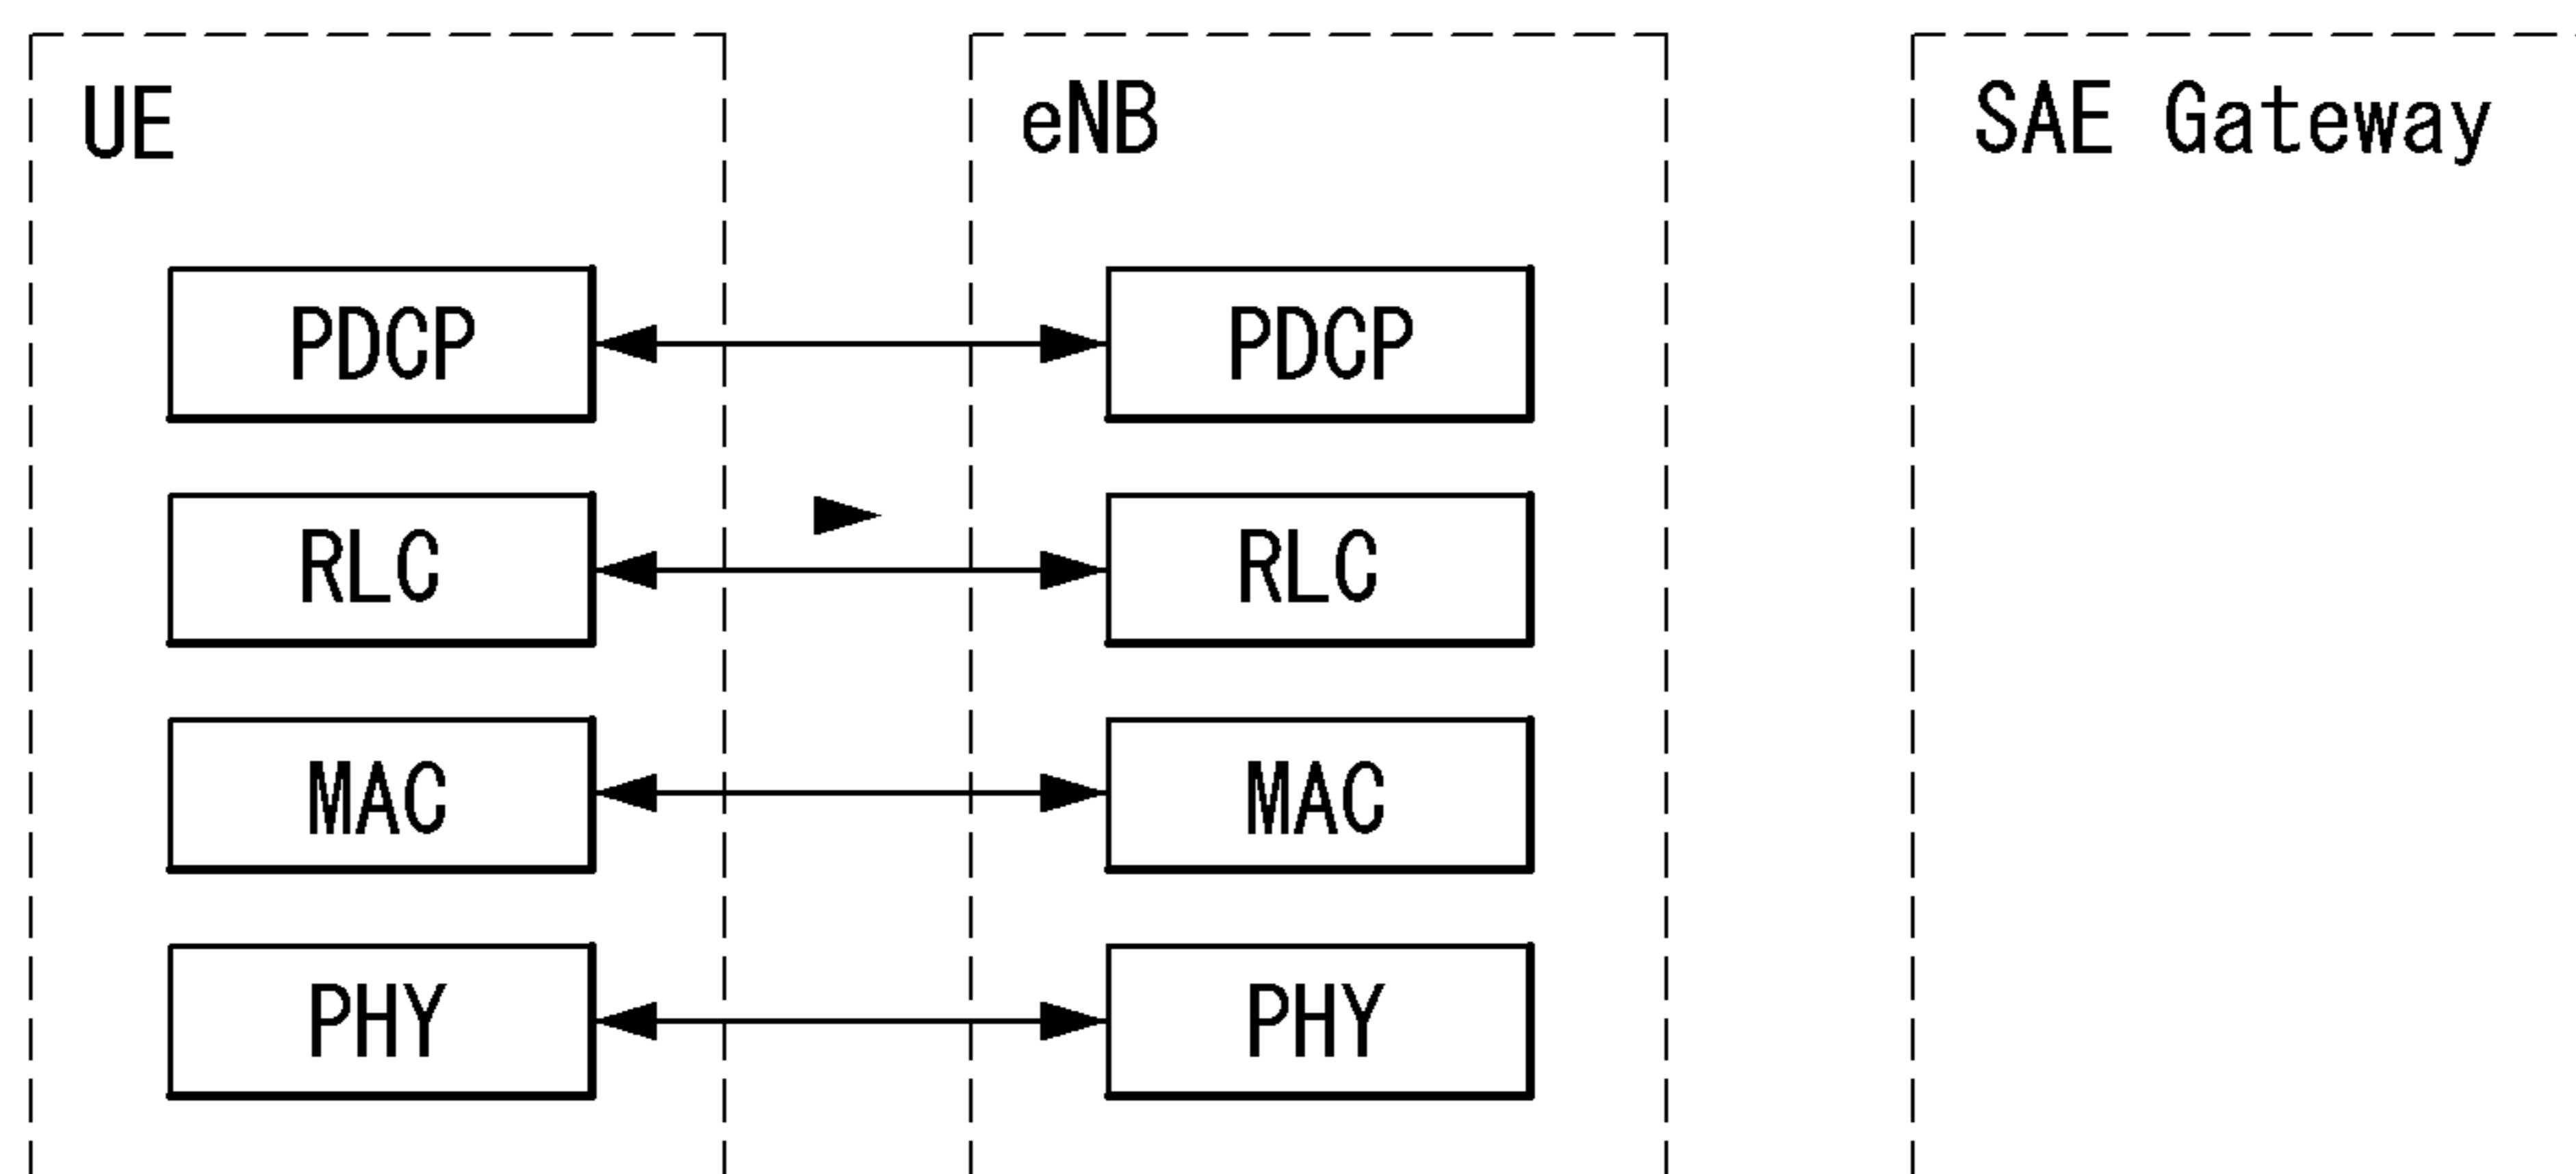 UE
eNB
SAE Gateway
PDCP
PDCP
RLC
RLC
MAC
MAC
PHY
PHY